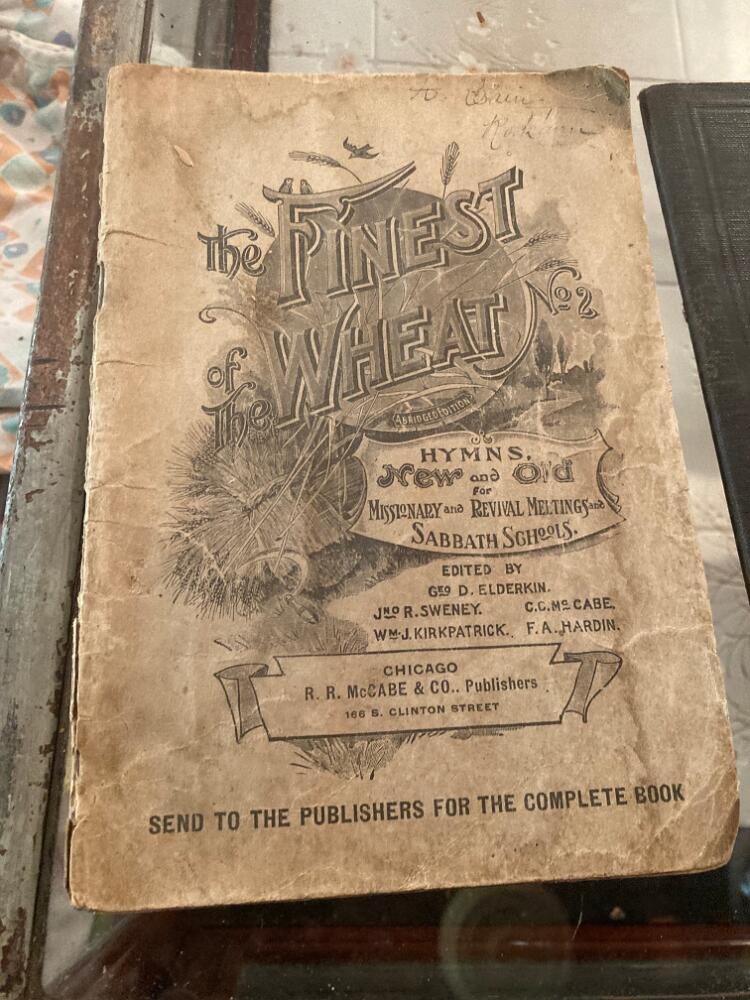 The FINEST
of The WHEAT No 2
ABRIDGED EDITION
HYMNS,
New and Old
for
MISSIONARY and REVIVAL MEETINGS and
SABBATH SCHOOLS.
EDITED BY
GEO D. ELDERKIN.
JNO R. SWENEY. C.C. Mc CABE,
WM. J. KIRKPATRICK. F. A. HARDIN.
CHICAGO
R. R. McCABE & CO., Publishers
166 S. CLINTON STREET
SEND TO THE PUBLISHERS FOR THE COMPLETE BOOK